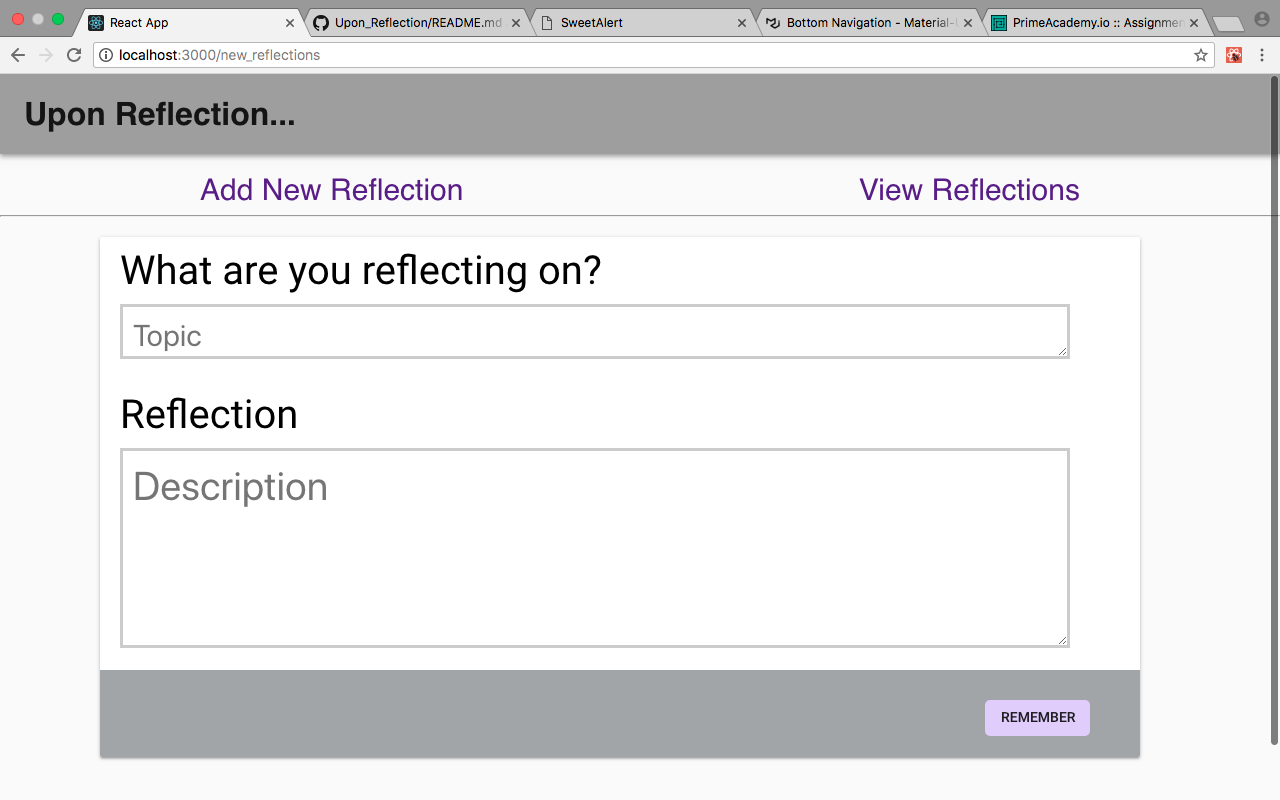 React App
Upon_Reflection/README.md
SweetAlert
Bottom Navigation - Material-
PrimeAcademy.io :: Assignmen
localhost:3000/new_reflections
Upon Reflection...
Add New Reflection
View Reflections
What are you reflecting on?
Topic
Reflection
Description
REMEMBER